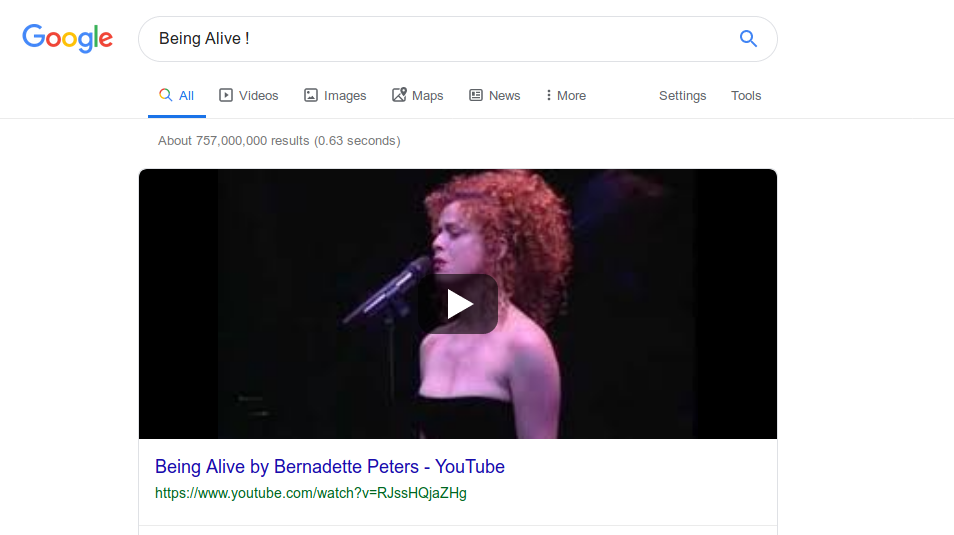 Google
Being Alive !
All Videos Images Maps News More Settings Tools
About 757,000,000 results (0.63 seconds)
Being Alive by Bernadette Peters - YouTube
https://www.youtube.com/watch?v=RJssHQjaZHg